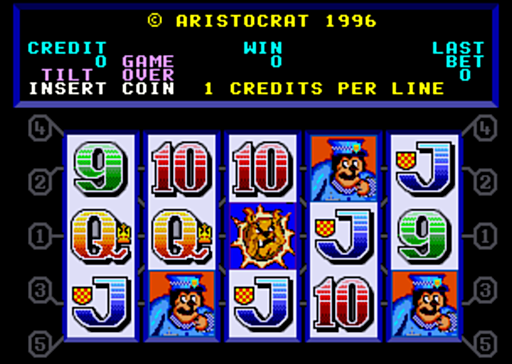 © ARISTOCRAT 1996
CREDIT WIN LAST
0 GAME 0 BET
TILT OVER 0
INSERT COIN 1 CREDITS PER LINE
4 4
9 10 10 J
2 2
1 Q Q J 9 1
3 J J 10 3
5 5